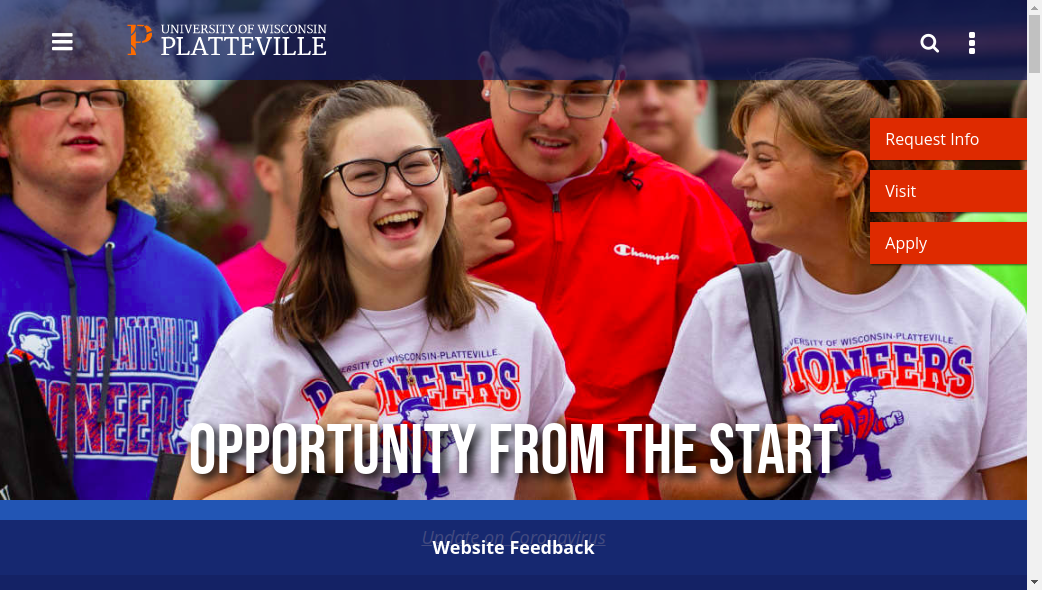 UNIVERSITY OF WISCONSIN
PLATTEVILLE
Request Info
Visit
Apply
Champion
UW-PLATTEVILLE
PIONEERS
UNIVERSITY OF WISCONSIN-PLATTEVILLE
PIONEERS
UNIVERSITY OF WISCONSIN-PLATTEVILLE
PIONEERS
OPPORTUNITY FROM THE START
Update on Coronavirus
Website Feedback